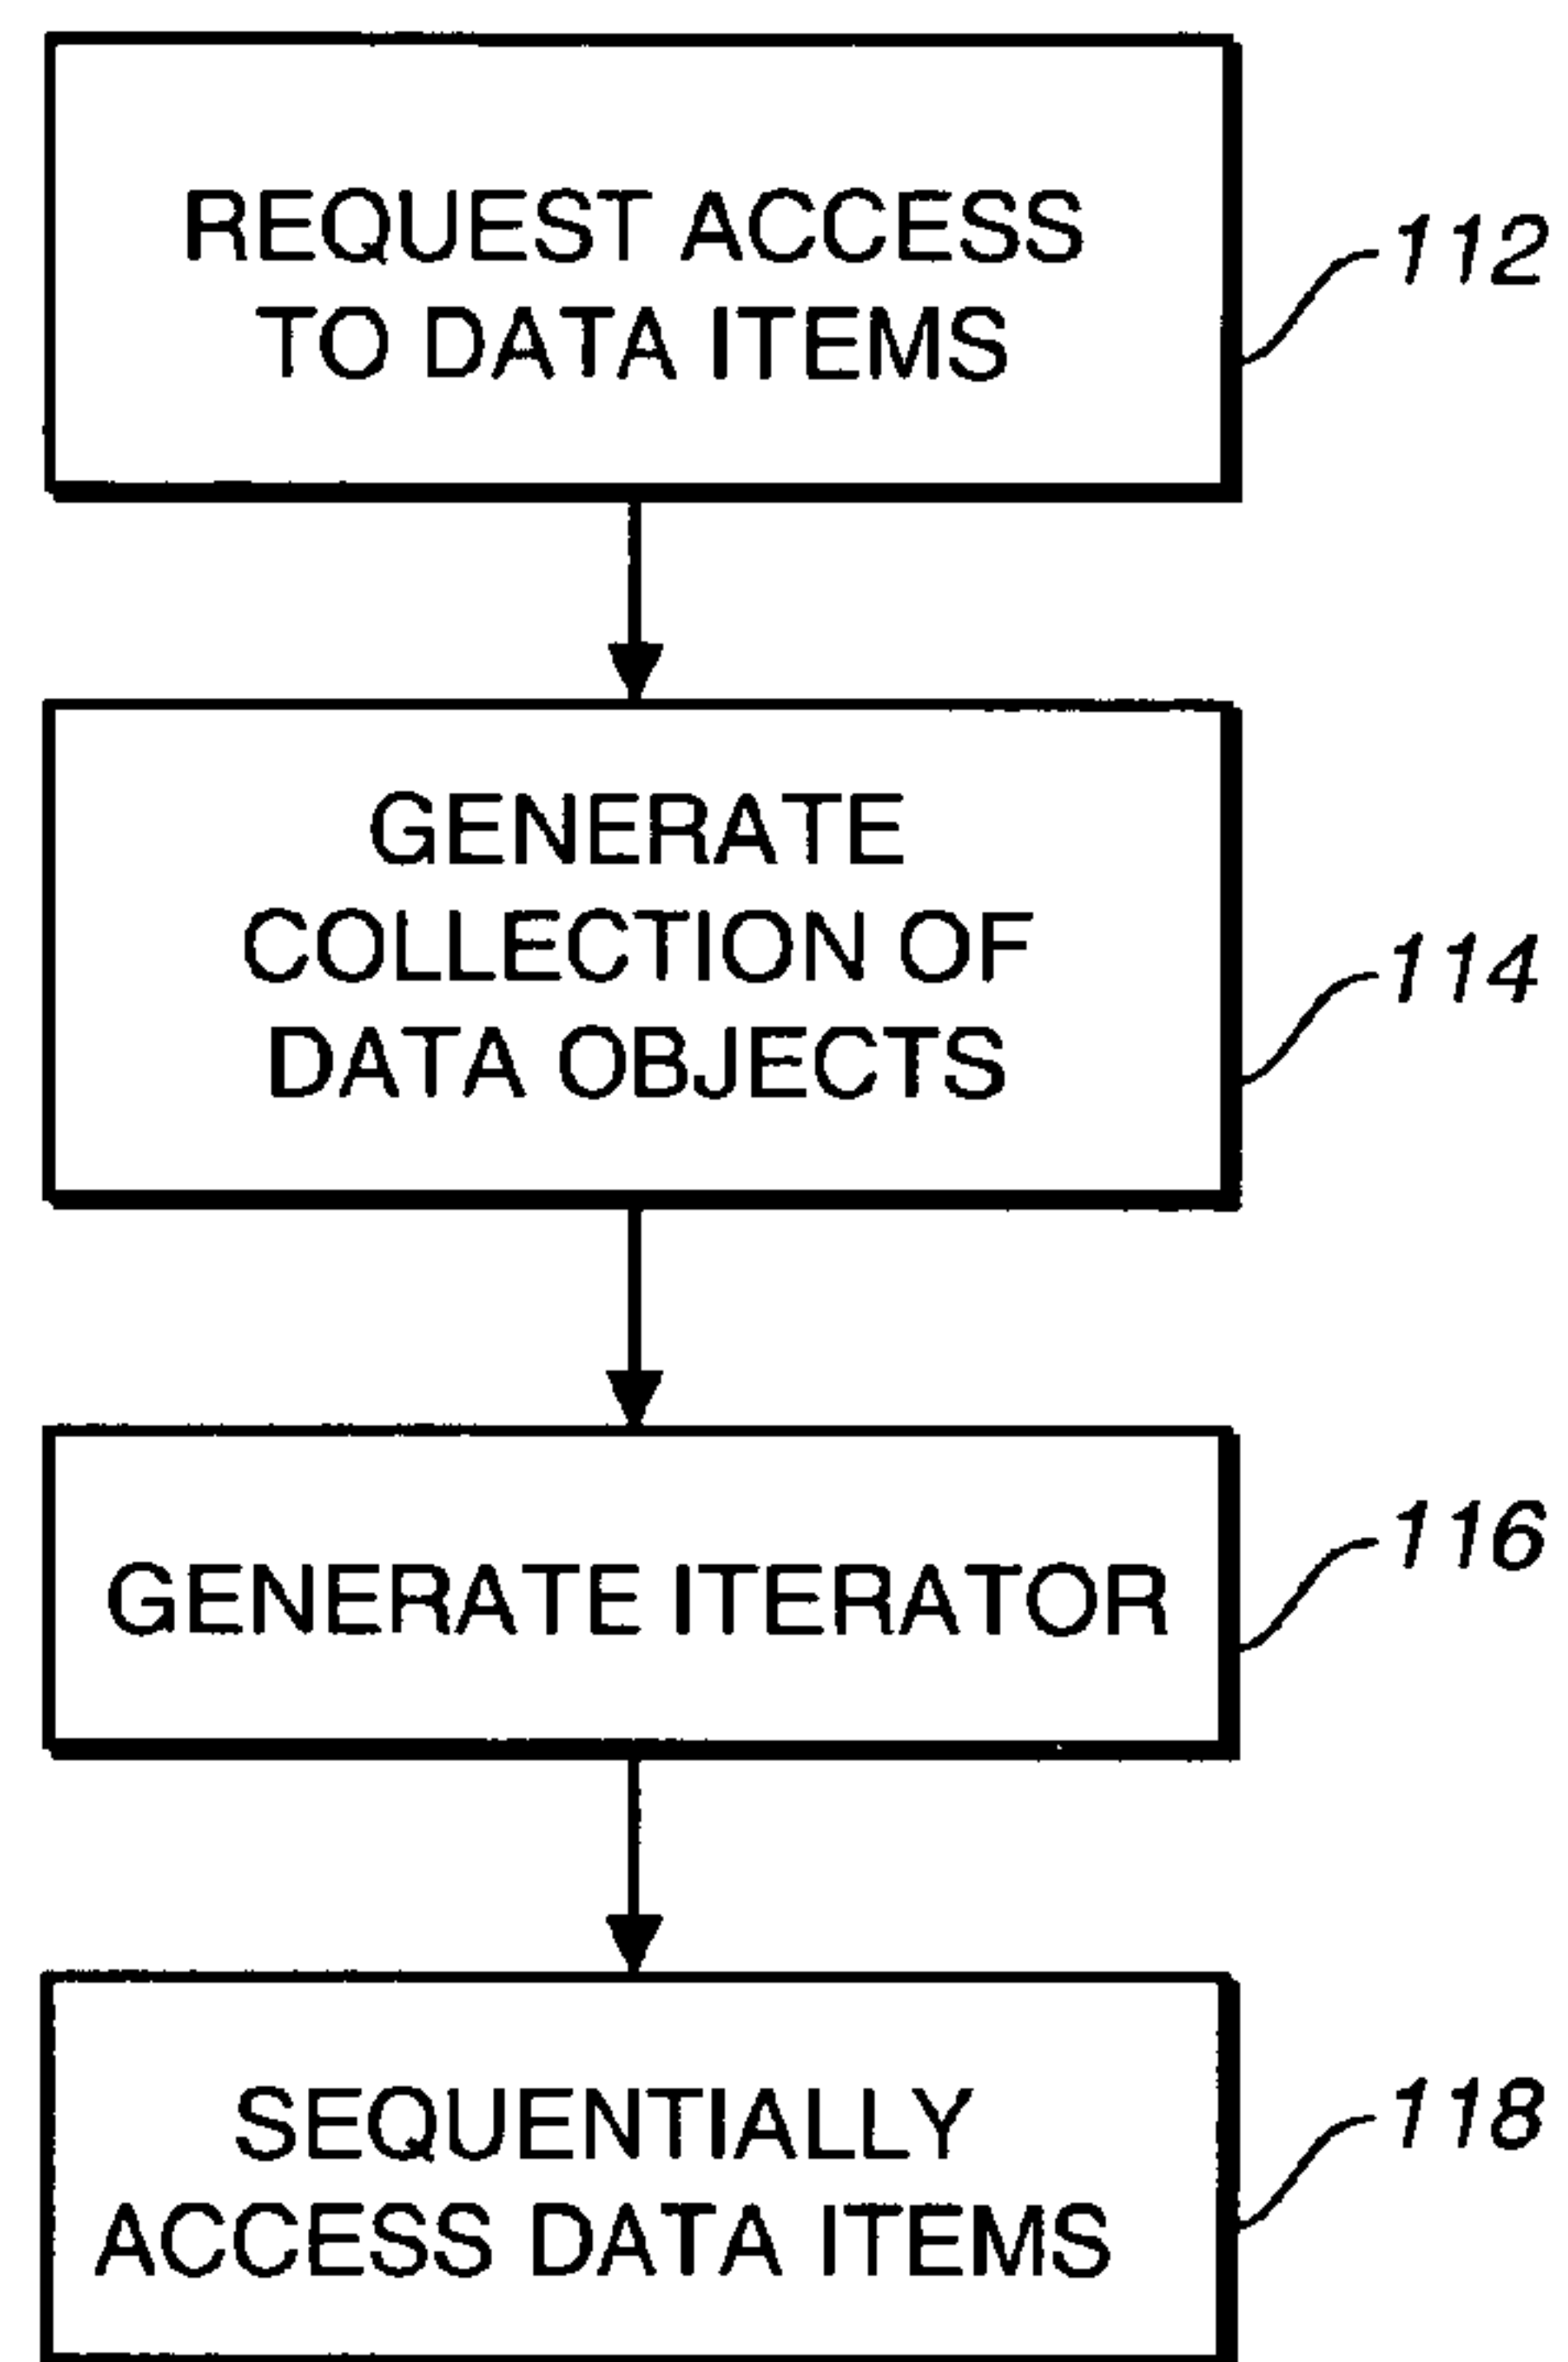 REQUEST ACCESS
TO DATA ITEMS
112
GENERATE
COLLECTION OF
DATA OBJECTS
114
GENERATE ITERATOR
116
SEQUENTIALLY
ACCESS DATA ITEMS
118